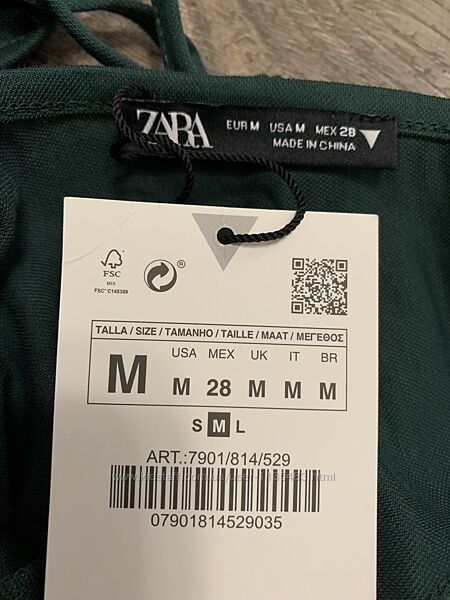 ZARA
EUR M USA M MEX 28
MADE IN CHINA
FSC
MIX
FSC® C145389
®
TALLA / SIZE / TAMANHO / TAILLE / MAAT / ΜΕΓΕΘΟΣ
USA MEX UK IT BR
M M 28 M M M
S M L
ART.:7901/814/529
07901814529035